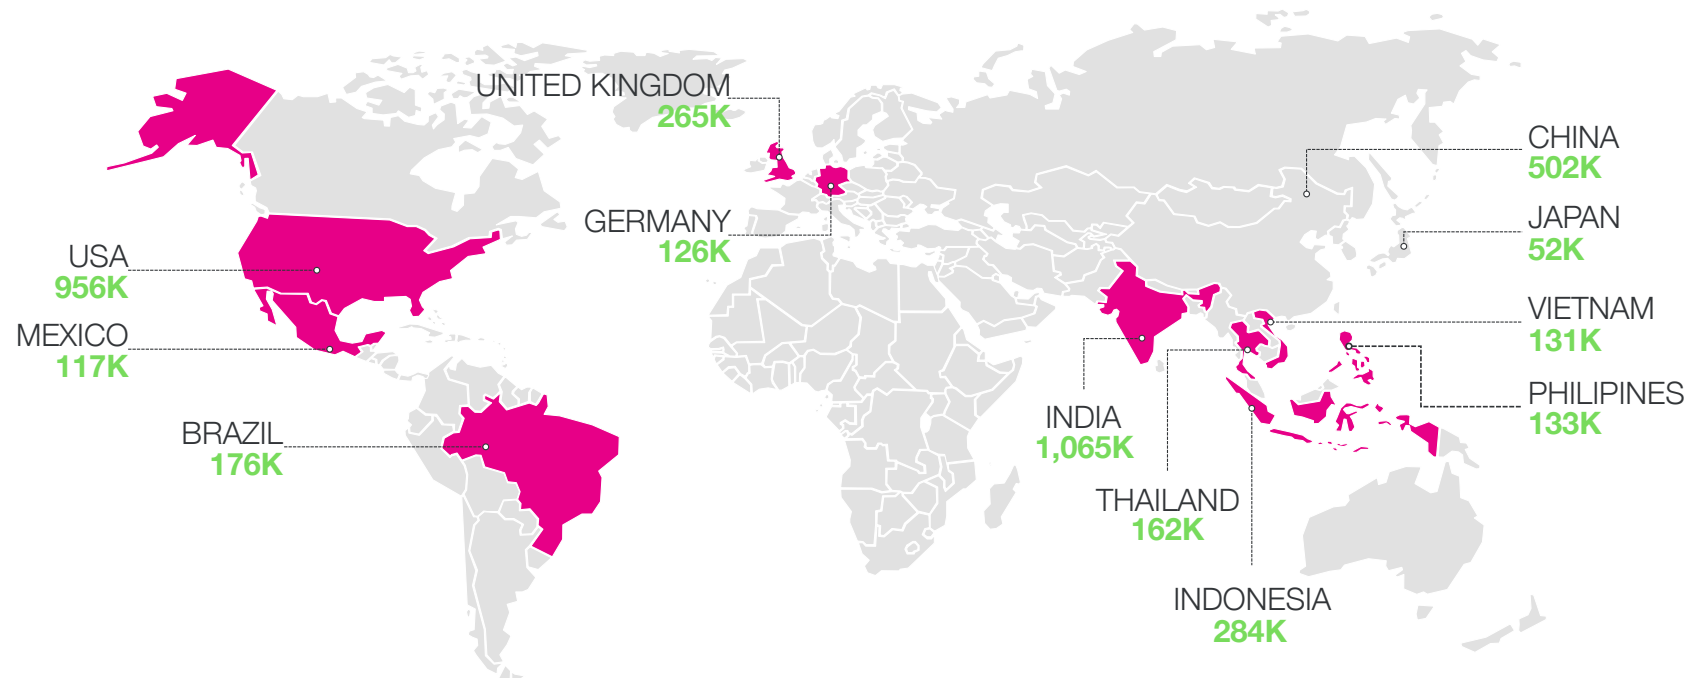 UNITED KINGDOM
265K
GERMANY
126K
USA
956K
MEXICO
117K
BRAZIL
176K
CHINA
502K
JAPAN
52K
VIETNAM
131K
PHILIPINES
133K
INDIA
1,065K
THAILAND
162K
INDONESIA
284K